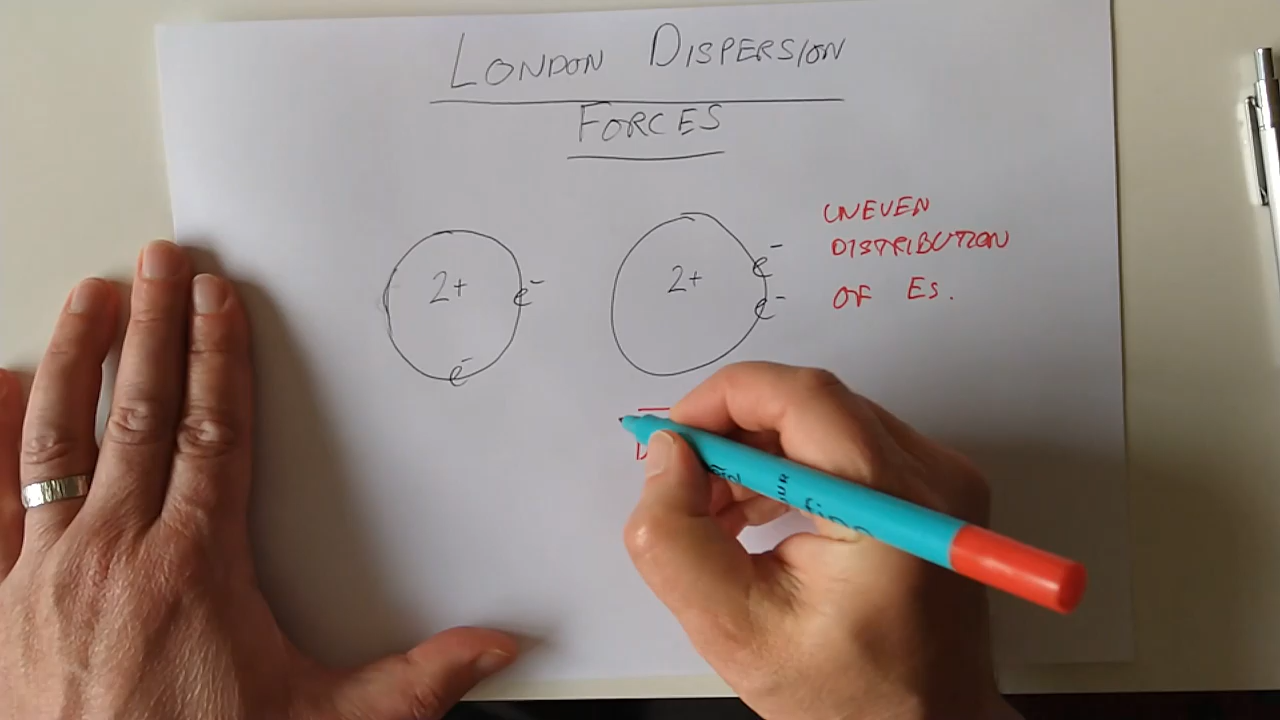 LONDON DISPERSION
FORCES
2+
e⁻
e⁻
2+
e⁻
e⁻
UNEVEN
DISTRIBUTION
OF Es.